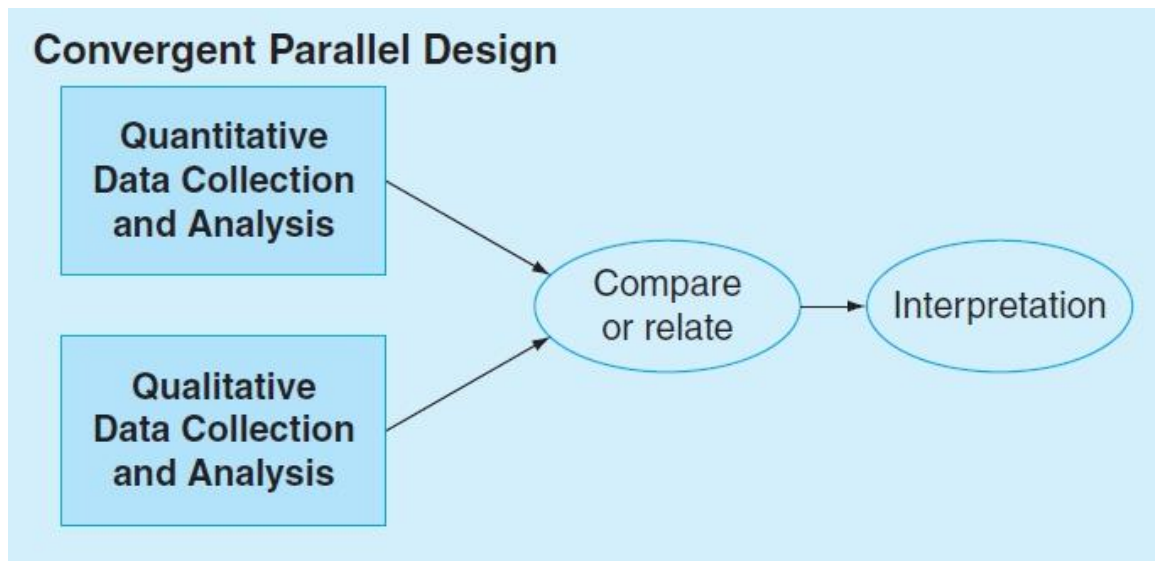 Convergent Parallel Design
Quantitative
Data Collection
and Analysis
Qualitative
Data Collection
and Analysis
Compare
or relate
Interpretation